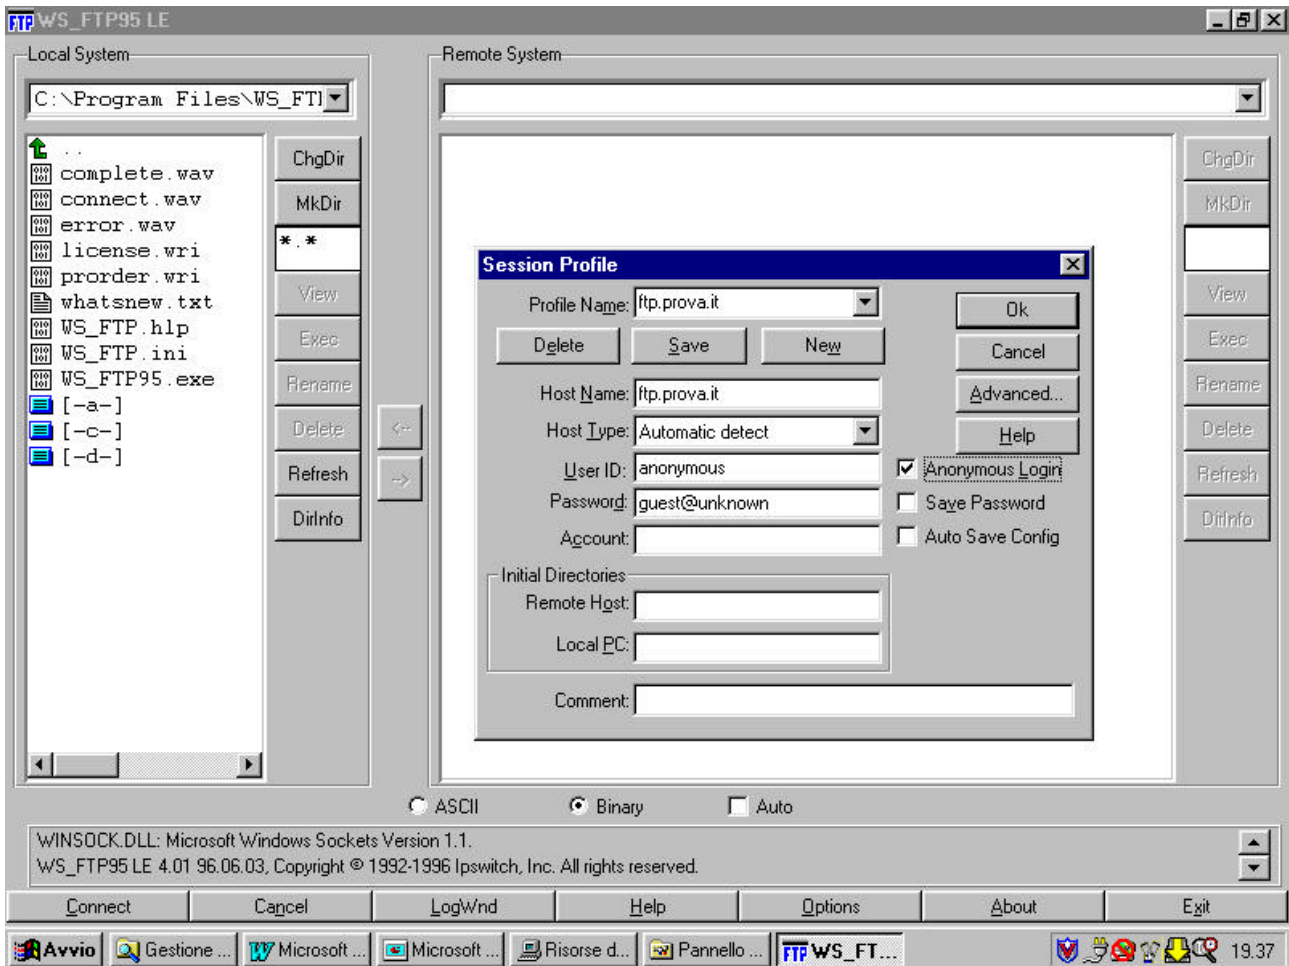 FTP WS_FTP95 LE
Local System
C:\Program Files\WS_FTI
..
complete.wav
connect.wav
error.wav
license.wri
prorder.wri
whatsnew.txt
WS_FTP.hlp
WS_FTP.ini
WS_FTP95.exe
[-a-]
[-c-]
[-d-]
ChgDir
MkDir
*.*
View
Exec
Rename
Delete
Refresh
DirInfo
<--
-->
Remote System
ChgDir
MkDir
View
Exec
Rename
Delete
Refresh
DirInfo
Session Profile
Profile Name: ftp.prova.it
Delete Save New
Host Name: ftp.prova.it
Host Type: Automatic detect
User ID: anonymous
Password: guest@unknown
Account:
Initial Directories
Remote Host:
Local PC:
Comment:
Ok
Cancel
Advanced...
Help
Anonymous Login
Save Password
Auto Save Config
ASCII Binary Auto
WINSOCK.DLL: Microsoft Windows Sockets Version 1.1.
WS_FTP95 LE 4.01 96.06.03, Copyright © 1992-1996 Ipswitch, Inc. All rights reserved.
Connect Cancel LogWnd Help Options About Exit
Avvio Gestione ... Microsoft ... Microsoft ... Risorse d... Pannello ... FTP WS_FT... 19.37